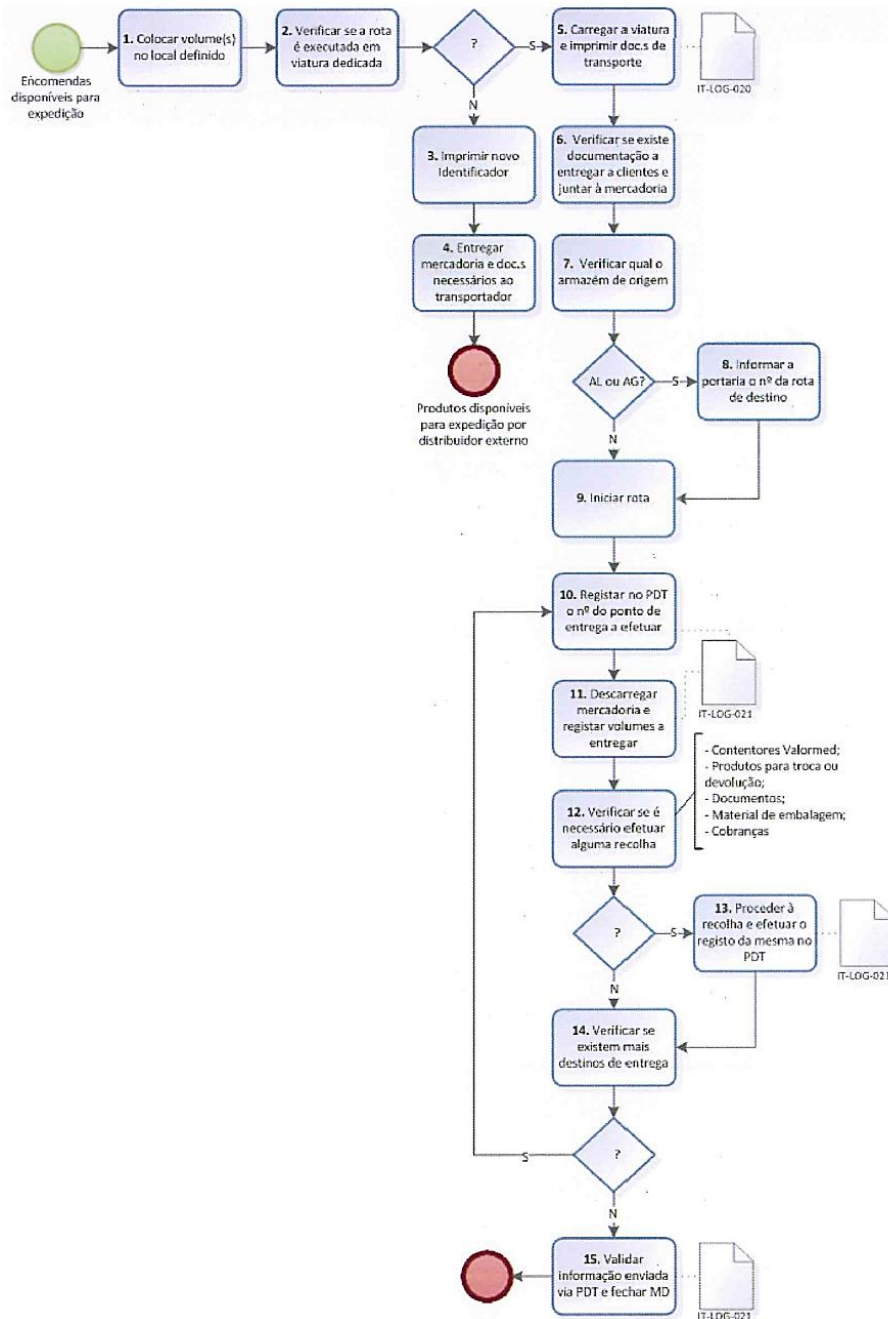 Encomendas
disponíveis para
expedição
1. Colocar volume(s)
no local definido
2. Verificar se a rota
é executada em
viatura dedicada
?
S
N
5. Carregar a viatura
e imprimir doc.s de
transporte
IT-LOG-020
3. Imprimir novo
Identificador
6. Verificar se existe
documentação a
entregar a clientes e
juntar à mercadoria
4. Entregar
mercadoria e doc.s
necessários ao
transportador
7. Verificar qual o
armazém de origem
Produtos disponíveis
para expedição por
distribuidor externo
AL ou AG?
S
N
8. Informar a
portaria o nº da rota
de destino
9. Iniciar rota
10. Registar no PDT
o nº do ponto de
entrega a efetuar
IT-LOG-021
11. Descarregar
mercadoria e
registar volumes a
entregar
12. Verificar se é
necessário efetuar
alguma recolha
- Contentores Valormed;
- Produtos para troca ou
devolução;
- Documentos;
- Material de embalagem;
- Cobranças
?
S
N
13. Proceder à
recolha e efetuar o
registo da mesma no
PDT
IT-LOG-021
14. Verificar se
existem mais
destinos de entrega
?
S
N
15. Validar
informação enviada
via PDT e fechar MD
IT-LOG-021